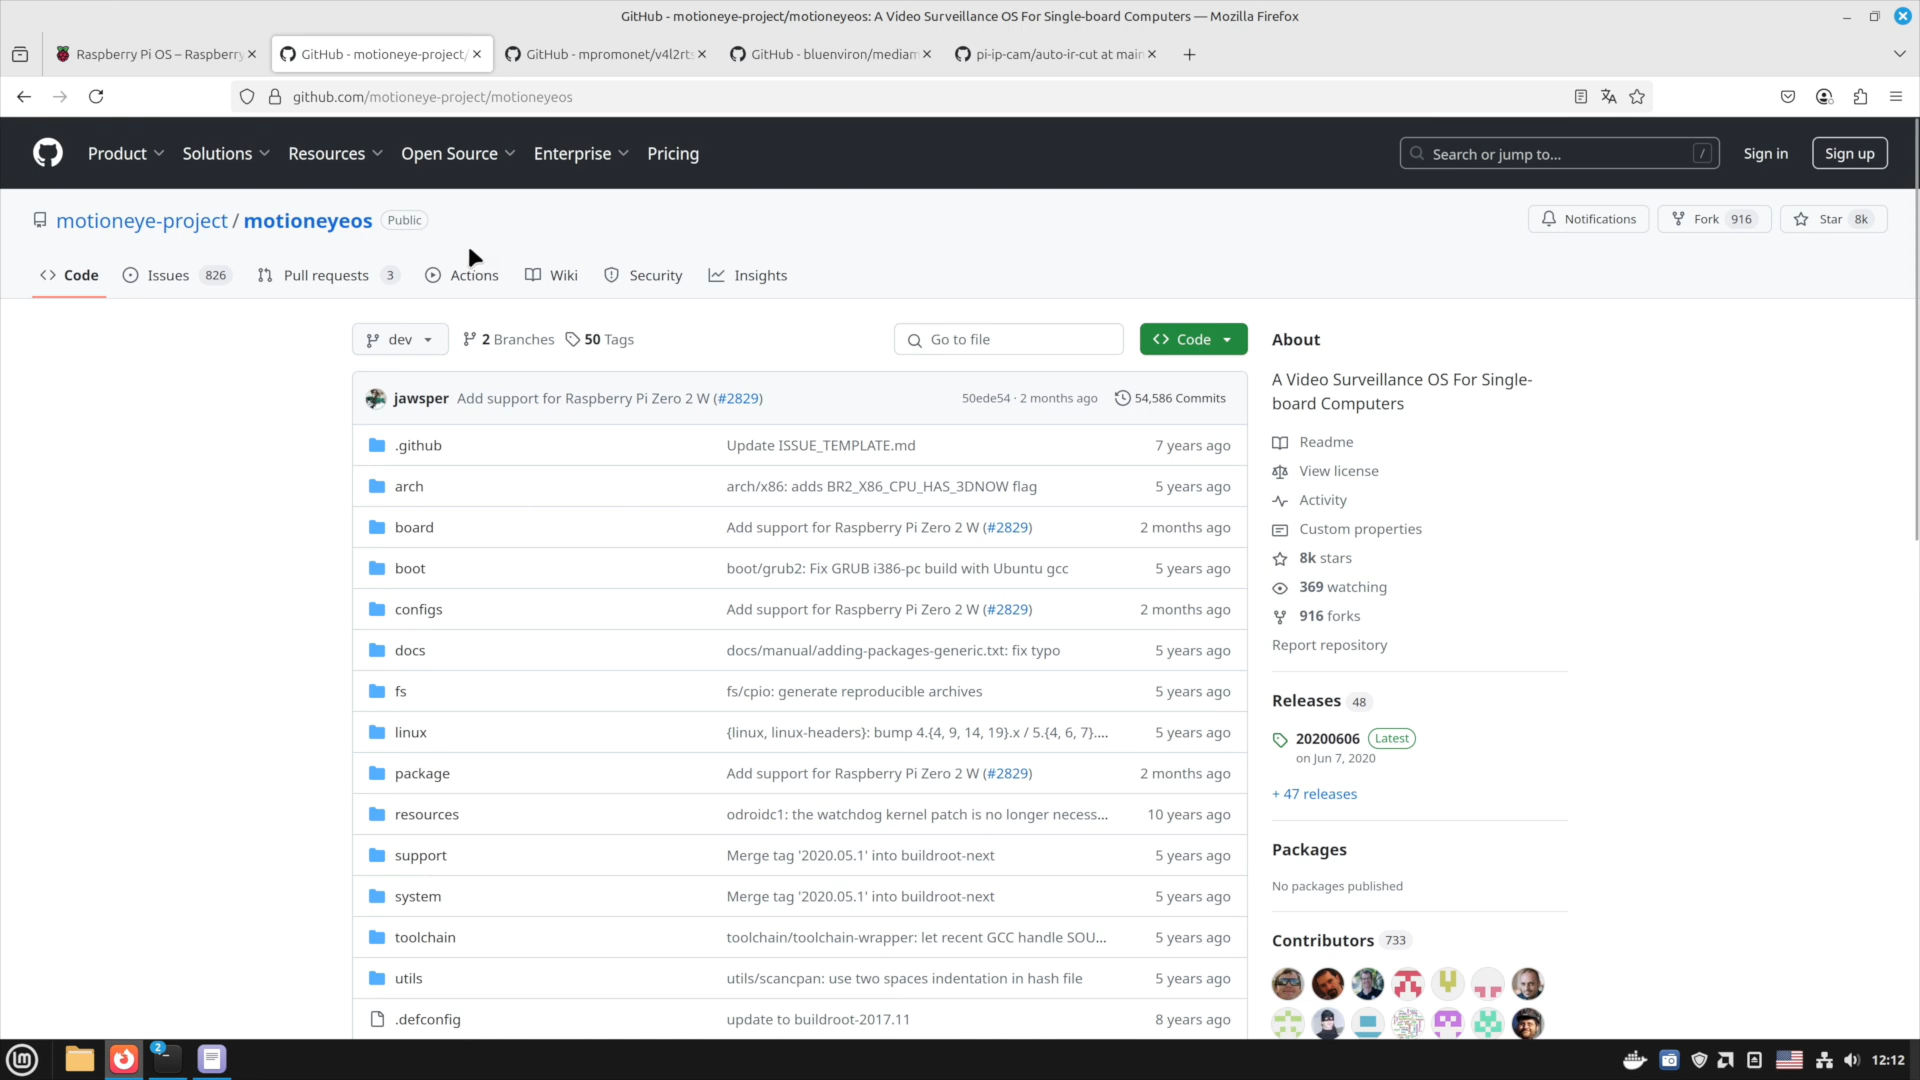 GitHub - motioneye-project/motioneyeos: A Video Surveillance OS For Single-board Computers — Mozilla Firefox
Raspberry Pi OS – Raspberry
GitHub - motioneye-project/
GitHub - mpromonet/v4l2rts
GitHub - bluenviron/mediam
pi-ip-cam/auto-ir-cut at main
github.com/motioneye-project/motioneyeos
Product
Solutions
Resources
Open Source
Enterprise
Pricing
Search or jump to...
/
Sign in
Sign up
motioneye-project / motioneyeos
Public
Notifications
Fork 916
Star 8k
Code
Issues 826
Pull requests 3
Actions
Wiki
Security
Insights
dev
2 Branches
50 Tags
Go to file
Code
jawsper Add support for Raspberry Pi Zero 2 W (#2829) 50ede54 · 2 months ago 54,586 Commits
.github Update ISSUE_TEMPLATE.md 7 years ago
arch arch/x86: adds BR2_X86_CPU_HAS_3DNOW flag 5 years ago
board Add support for Raspberry Pi Zero 2 W (#2829) 2 months ago
boot boot/grub2: Fix GRUB i386-pc build with Ubuntu gcc 5 years ago
configs Add support for Raspberry Pi Zero 2 W (#2829) 2 months ago
docs docs/manual/adding-packages-generic.txt: fix typo 5 years ago
fs fs/cpio: generate reproducible archives 5 years ago
linux {linux, linux-headers}: bump 4.{4, 9, 14, 19}.x / 5.{4, 6, 7}.... 5 years ago
package Add support for Raspberry Pi Zero 2 W (#2829) 2 months ago
resources odroidc1: the watchdog kernel patch is no longer necess... 10 years ago
support Merge tag '2020.05.1' into buildroot-next 5 years ago
system Merge tag '2020.05.1' into buildroot-next 5 years ago
toolchain toolchain/toolchain-wrapper: let recent GCC handle SOU... 5 years ago
utils utils/scancpan: use two spaces indentation in hash file 5 years ago
.defconfig update to buildroot-2017.11 8 years ago
About
A Video Surveillance OS For Single-
board Computers
Readme
View license
Activity
Custom properties
8k stars
369 watching
916 forks
Report repository
Releases 48
20200606 Latest
on Jun 7, 2020
+ 47 releases
Packages
No packages published
Contributors 733
2
12:12